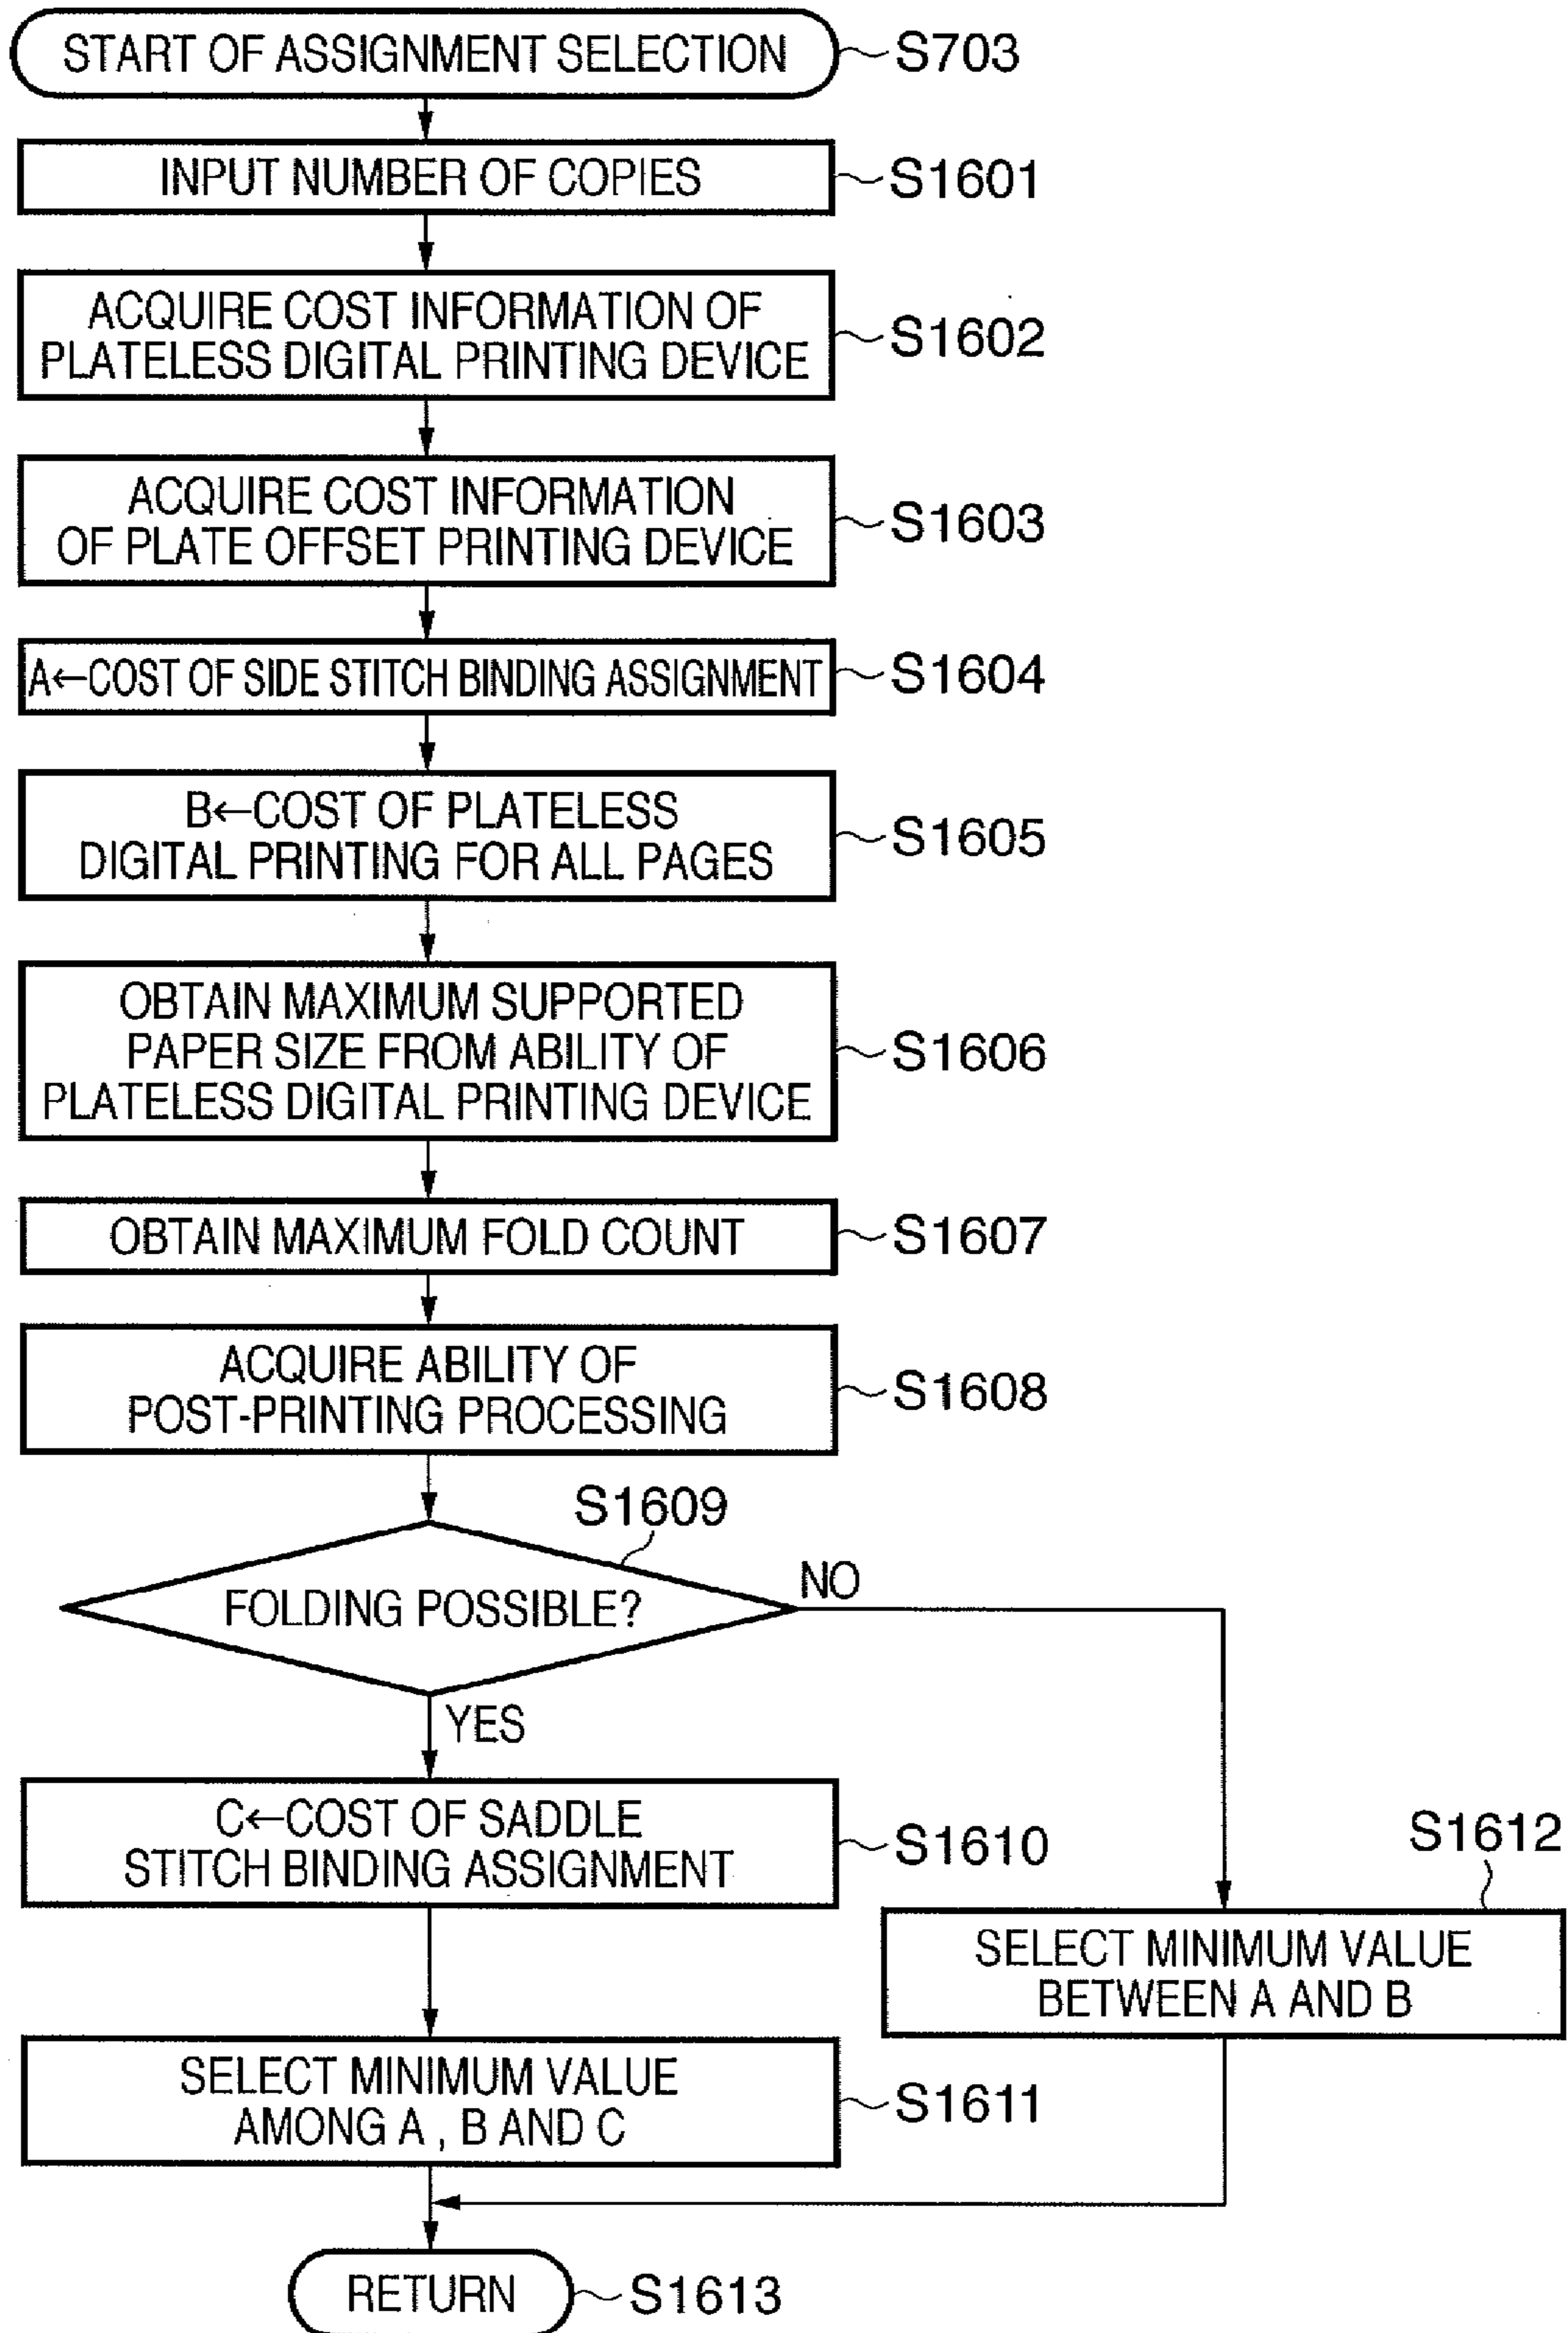 START OF ASSIGNMENT SELECTION
S703
INPUT NUMBER OF COPIES
S1601
ACQUIRE COST INFORMATION OF
PLATELESS DIGITAL PRINTING DEVICE
S1602
ACQUIRE COST INFORMATION
OF PLATE OFFSET PRINTING DEVICE
S1603
A←COST OF SIDE STITCH BINDING ASSIGNMENT
S1604
B←COST OF PLATELESS
DIGITAL PRINTING FOR ALL PAGES
S1605
OBTAIN MAXIMUM SUPPORTED
PAPER SIZE FROM ABILITY OF
PLATELESS DIGITAL PRINTING DEVICE
S1606
OBTAIN MAXIMUM FOLD COUNT
S1607
ACQUIRE ABILITY OF
POST-PRINTING PROCESSING
S1608
S1609
FOLDING POSSIBLE?
NO
YES
C←COST OF SADDLE
STITCH BINDING ASSIGNMENT
S1610
S1612
SELECT MINIMUM VALUE
BETWEEN A AND B
SELECT MINIMUM VALUE
AMONG A , B AND C
S1611
RETURN
S1613